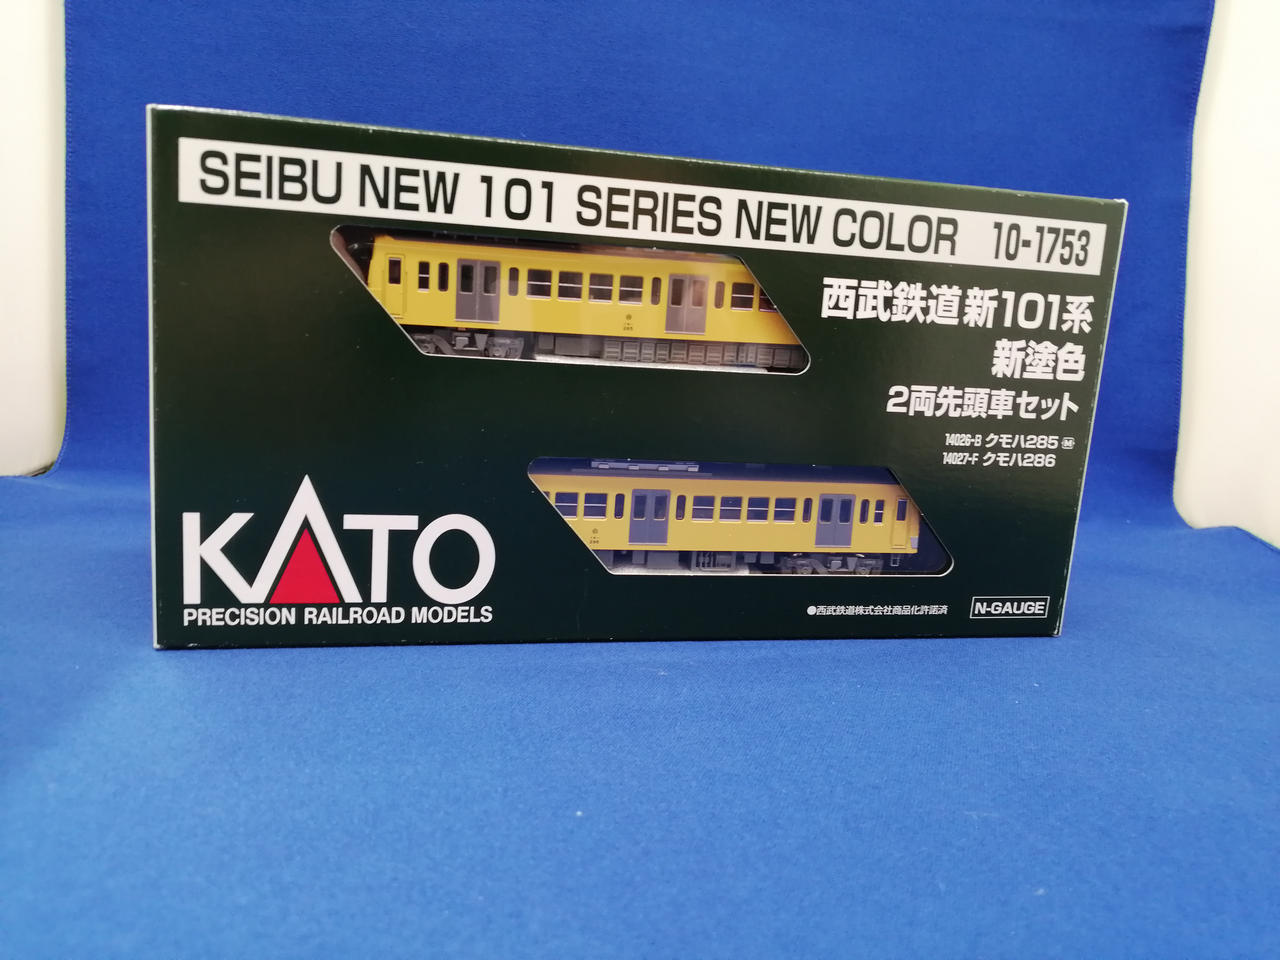 SEIBU NEW 101 SERIES NEW COLOR 10-1753
西武鉄道新101系
新塗色
2両先頭車セット
14026-B クモハ285 M
14027-F クモハ286
285
286
KATO
PRECISION RAILROAD MODELS
●西武鉄道株式会社商品化許諾済
N-GAUGE